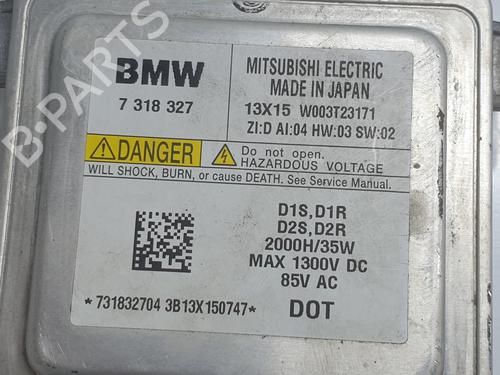 BMW
7 318 327
MITSUBISHI ELECTRIC
MADE IN JAPAN
13X15 W003T23171
ZI:D AI:04 HW:03 SW:02
DANGER
Do not open.
HAZARDOUS VOLTAGE
WILL SHOCK, BURN, or cause DEATH. See Service Manual.
D1S,D1R
D2S,D2R
2000H/35W
MAX 1300V DC
85V AC
*731832704 3B13X150747*
DOT